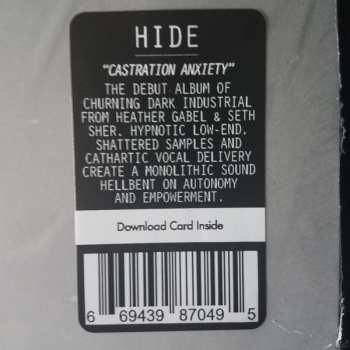 HIDE
"CASTRATION ANXIETY"
THE DEBUT ALBUM OF
CHURNING DARK INDUSTRIAL
FROM HEATHER GABEL & SETH
SHER. HYPNOTIC LOW-END,
SHATTERED SAMPLES AND
CATHARTIC VOCAL DELIVERY
CREATE A MONOLITHIC SOUND
HELLBENT ON AUTONOMY
AND EMPOWERMENT.
Download Card Inside
6 69439 87049 5